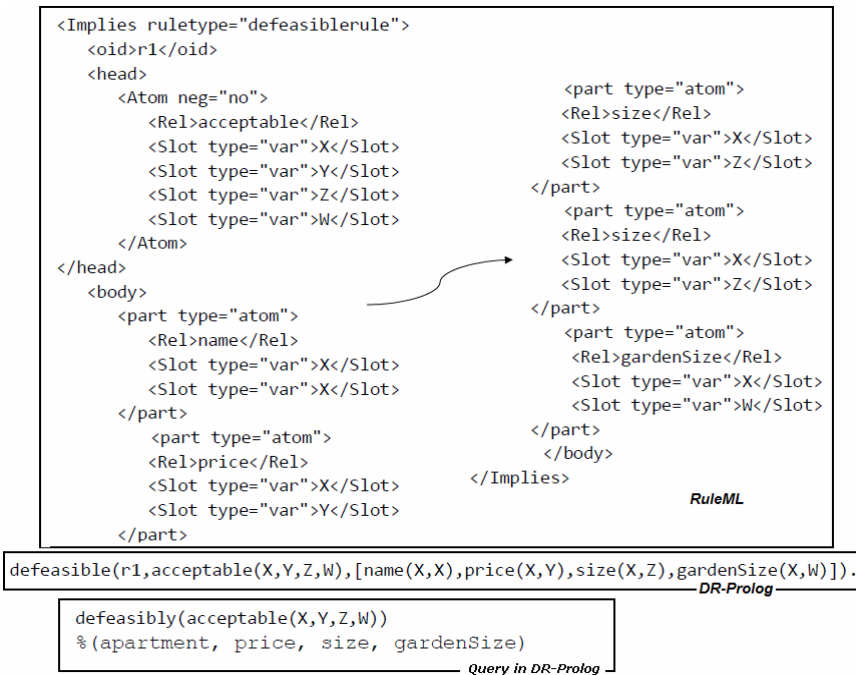 <Implies ruletype="defeasiblerule">
<oid>r1</oid>
<head>
<Atom neg="no">
<Rel>acceptable</Rel>
<Slot type="var">X</Slot>
<Slot type="var">Y</Slot>
<Slot type="var">Z</Slot>
<Slot type="var">W</Slot>
</Atom>
</head>
<body>
<part type="atom">
<Rel>name</Rel>
<Slot type="var">X</Slot>
<Slot type="var">X</Slot>
</part>
<part type="atom">
<Rel>price</Rel>
<Slot type="var">X</Slot>
<Slot type="var">Y</Slot>
</part>
<part type="atom">
<Rel>size</Rel>
<Slot type="var">X</Slot>
<Slot type="var">Z</Slot>
</part>
<part type="atom">
<Rel>size</Rel>
<Slot type="var">X</Slot>
<Slot type="var">Z</Slot>
</part>
<part type="atom">
<Rel>gardenSize</Rel>
<Slot type="var">X</Slot>
<Slot type="var">W</Slot>
</part>
</body>
</Implies>
RuleML
defeasible(r1,acceptable(X,Y,Z,W),[name(X,X),price(X,Y),size(X,Z),gardenSize(X,W)]).
DR-Prolog
defeasibly(acceptable(X,Y,Z,W))
%(apartment, price, size, gardenSize)
Query in DR-Prolog